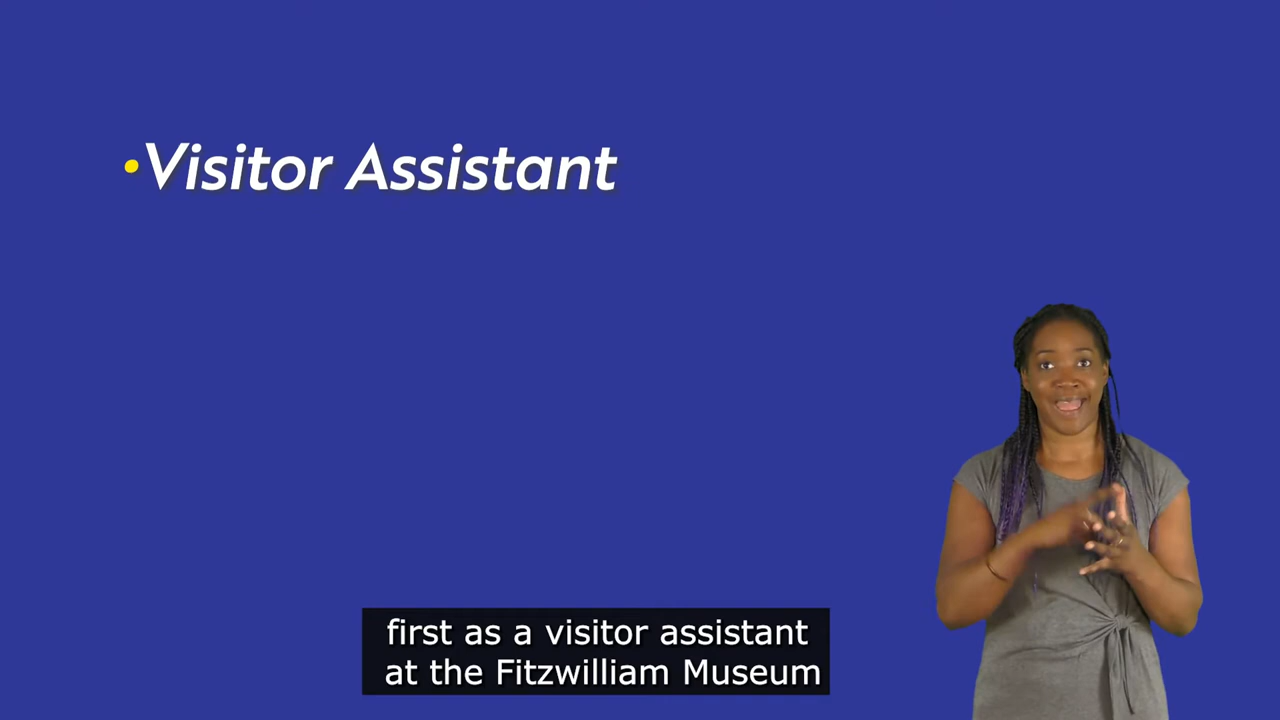 •Visitor Assistant
first as a visitor assistant
at the Fitzwilliam Museum